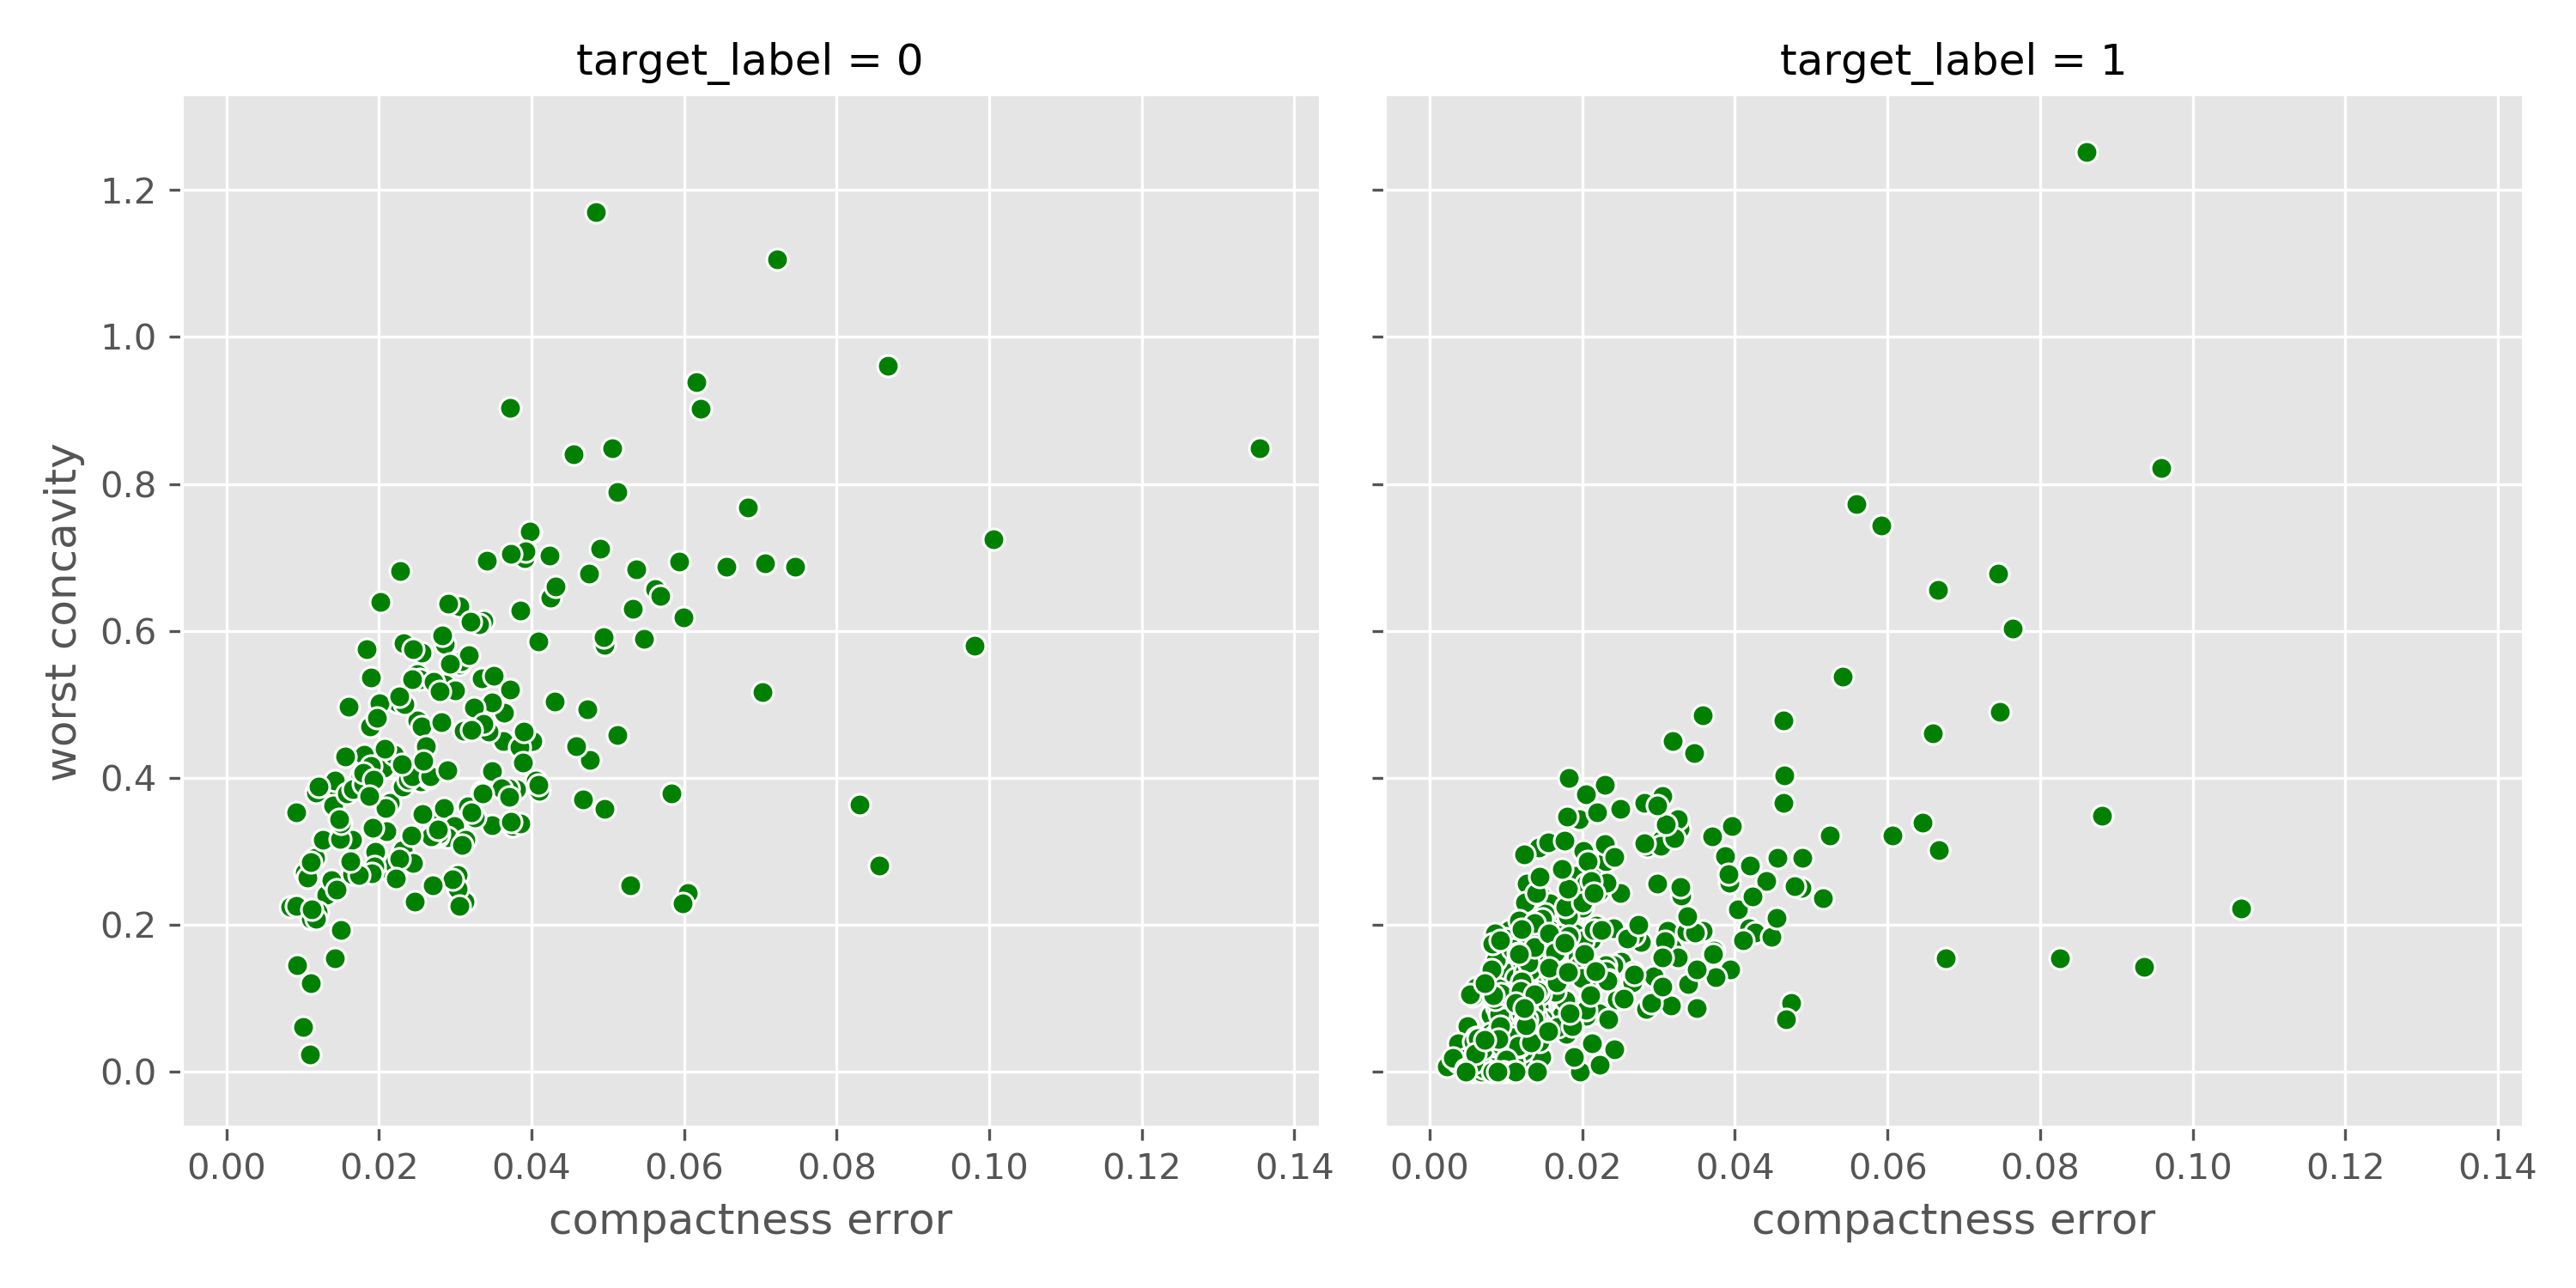 target_label = 0
target_label = 1
worst concavity
1.2
1.0
0.8
0.6
0.4
0.2
0.0
0.00 0.02 0.04 0.06 0.08 0.10 0.12 0.14
0.00 0.02 0.04 0.06 0.08 0.10 0.12 0.14
compactness error
compactness error